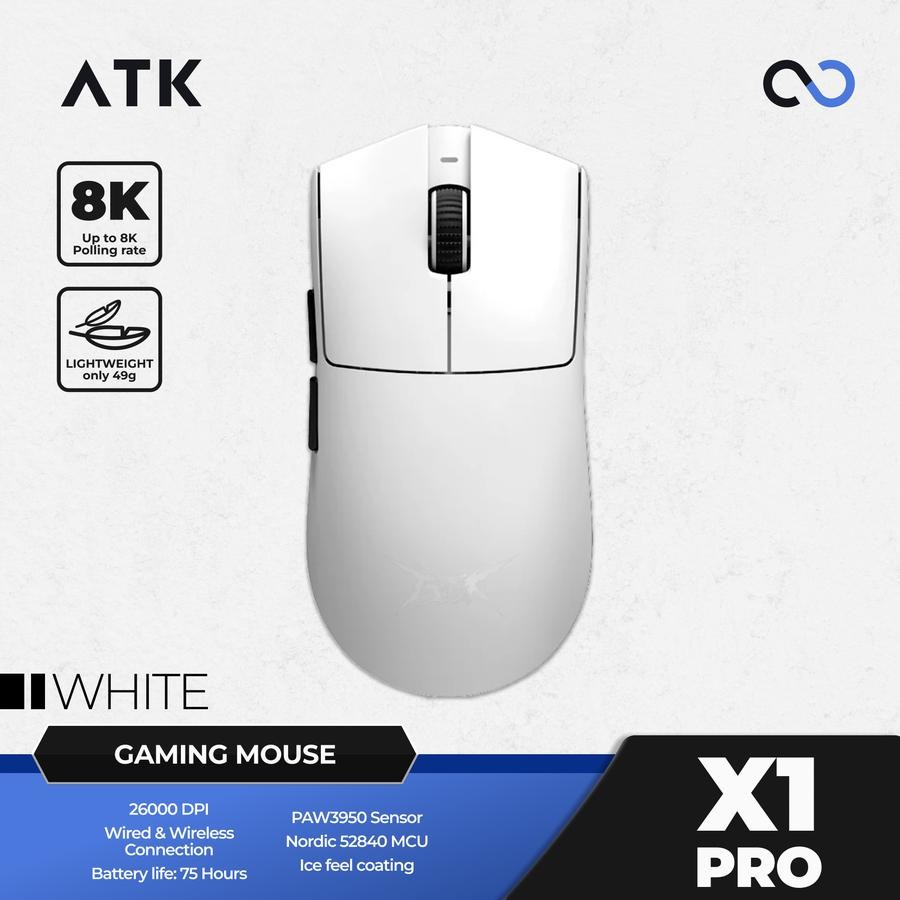 ATK
8K
Up to 8K
Polling rate
LIGHTWEIGHT
only 49g
ATK
WHITE
GAMING MOUSE
26000 DPI
Wired & Wireless
Connection
Battery life: 75 Hours
PAW3950 Sensor
Nordic 52840 MCU
Ice feel coating
X1
PRO